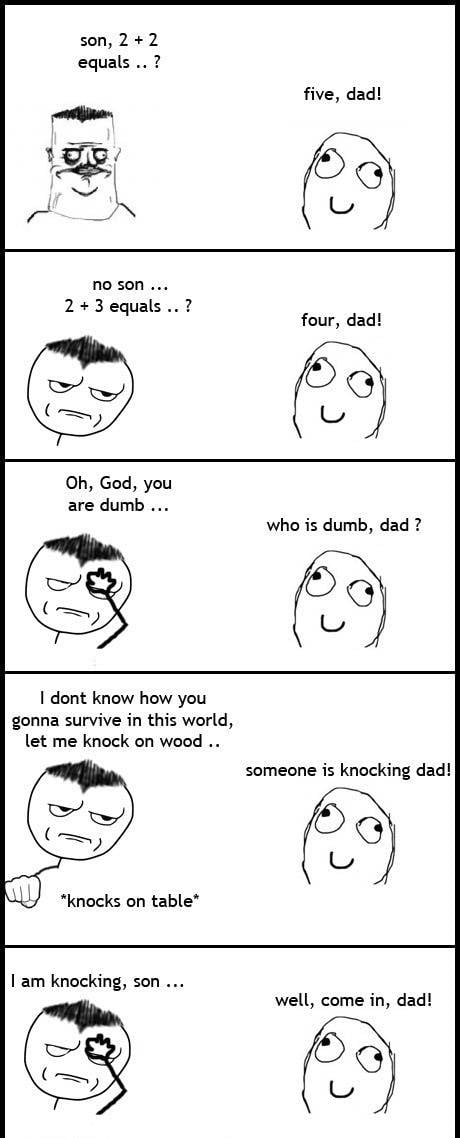 son, 2 + 2
equals .. ?
five, dad!
no son ...
2 + 3 equals .. ?
four, dad!
Oh, God, you
are dumb ...
who is dumb, dad ?
I dont know how you
gonna survive in this world,
let me knock on wood ..
someone is knocking dad!
*knocks on table*
I am knocking, son ...
well, come in, dad!